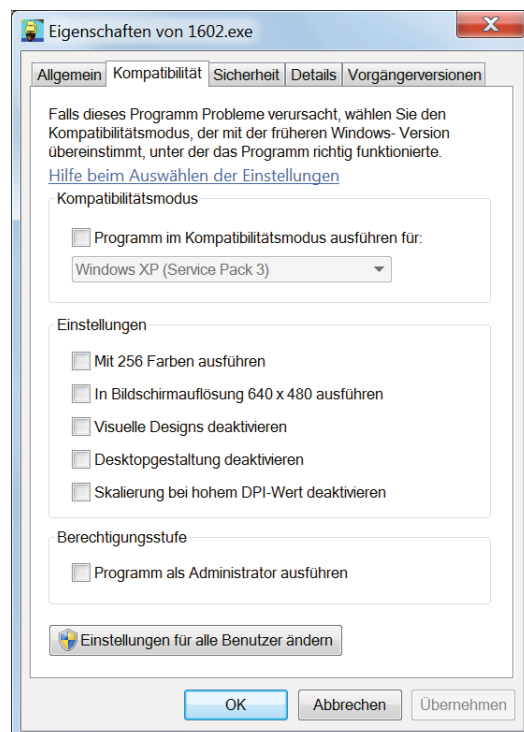 Eigenschaften von 1602.exe
Allgemein Kompatibilität Sicherheit Details Vorgängerversionen
Falls dieses Programm Probleme verursacht, wählen Sie den
Kompatibilitätsmodus, der mit der früheren Windows- Version
übereinstimmt, unter der das Programm richtig funktionierte.
Hilfe beim Auswählen der Einstellungen
Kompatibilitätsmodus
Programm im Kompatibilitätsmodus ausführen für:
Windows XP (Service Pack 3)
Einstellungen
Mit 256 Farben ausführen
In Bildschirmauflösung 640 x 480 ausführen
Visuelle Designs deaktivieren
Desktopgestaltung deaktivieren
Skalierung bei hohem DPI-Wert deaktivieren
Berechtigungsstufe
Programm als Administrator ausführen
Einstellungen für alle Benutzer ändern
OK Abbrechen Übernehmen